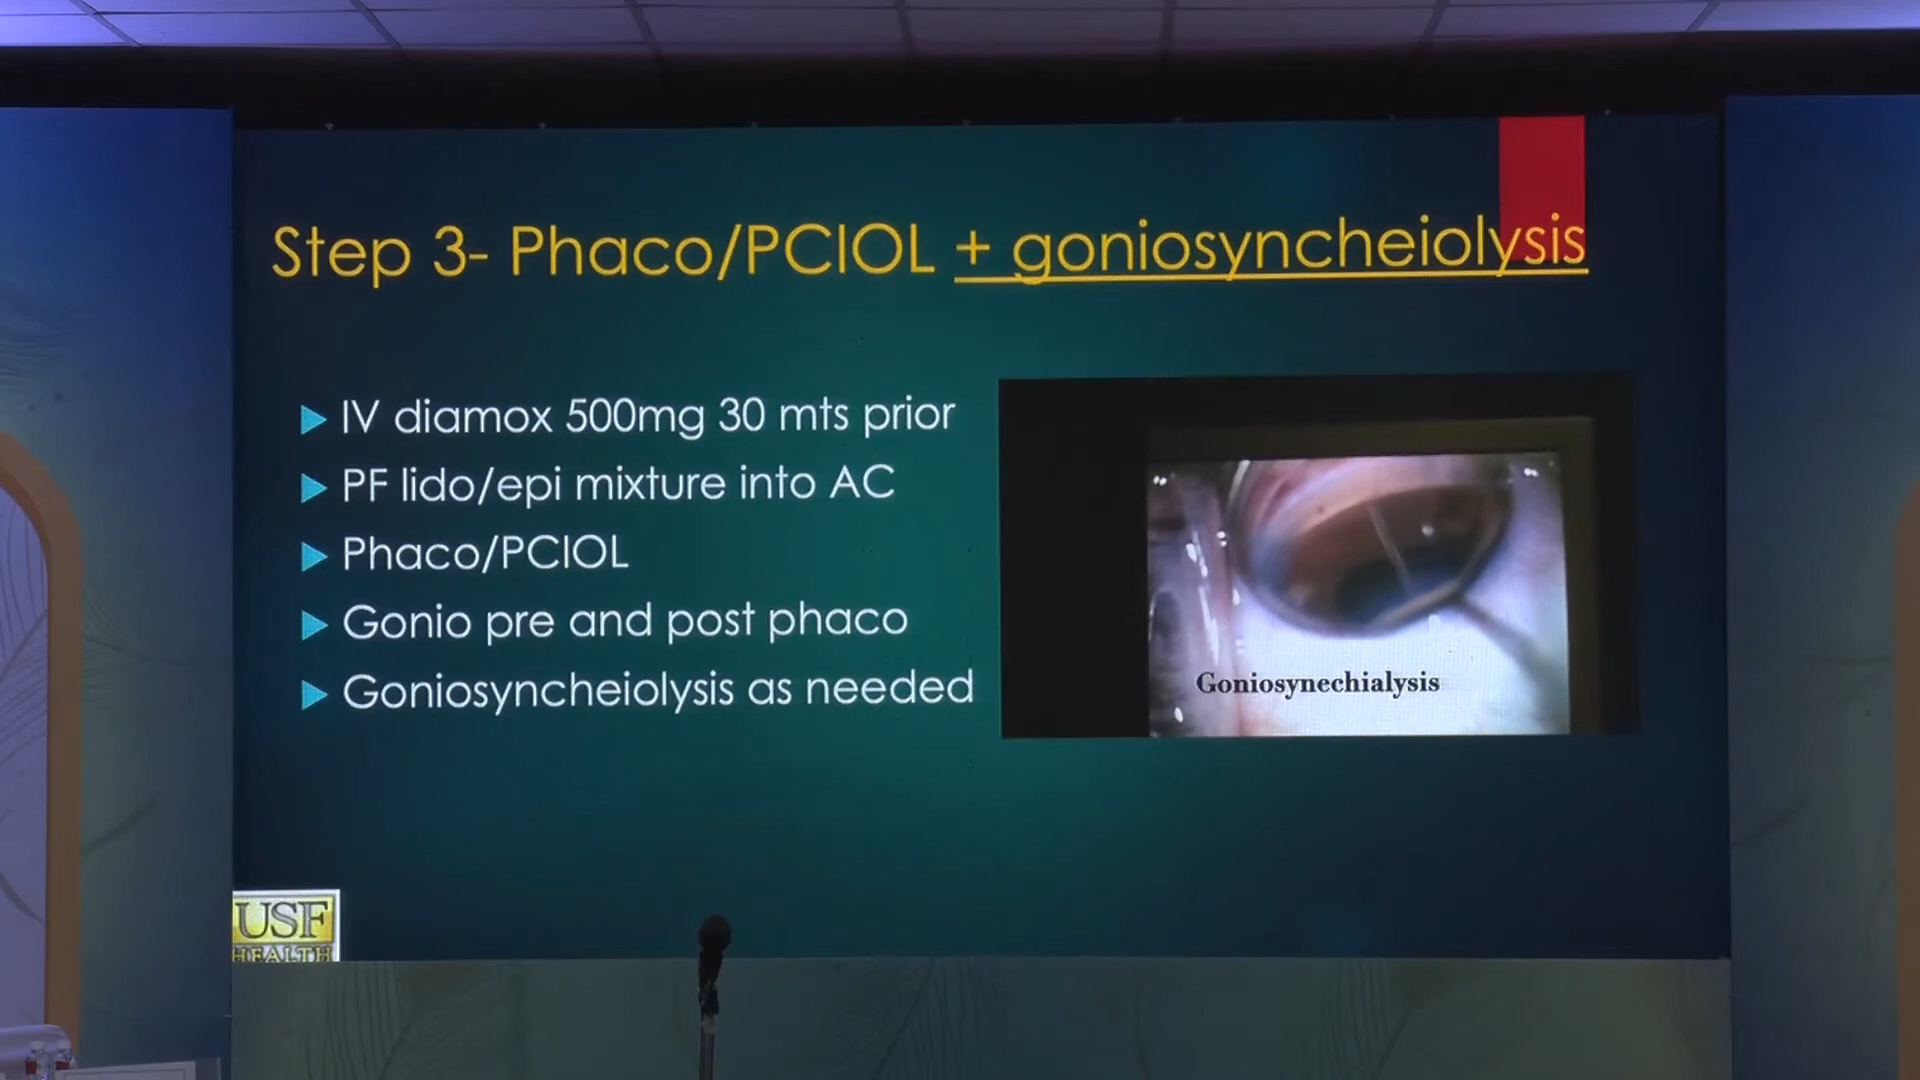 Step 3- Phaco/PCIOL + goniosyncheiolysis
IV diamox 500mg 30 mts prior
PF lido/epi mixture into AC
Phaco/PCIOL
Gonio pre and post phaco
Goniosyncheiolysis as needed
Goniosynechialysis
USF
HEALTH